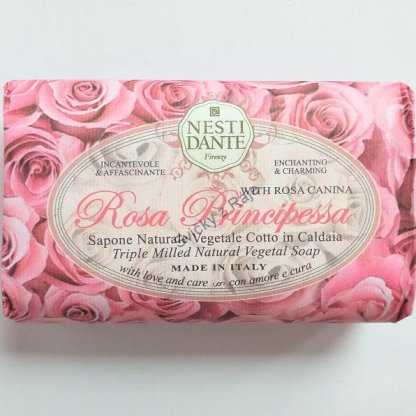 NESTI
DANTE
Firenze
INCANTEVOLE
& AFFASCINANTE
ENCHANTING
& CHARMING
WITH ROSA CANINA
Rosa Principessa
Sapone Naturale Vegetale Cotto in Caldaia
Triple Milled Natural Vegetal Soap
MADE IN ITALY
with love and care con amore e cura